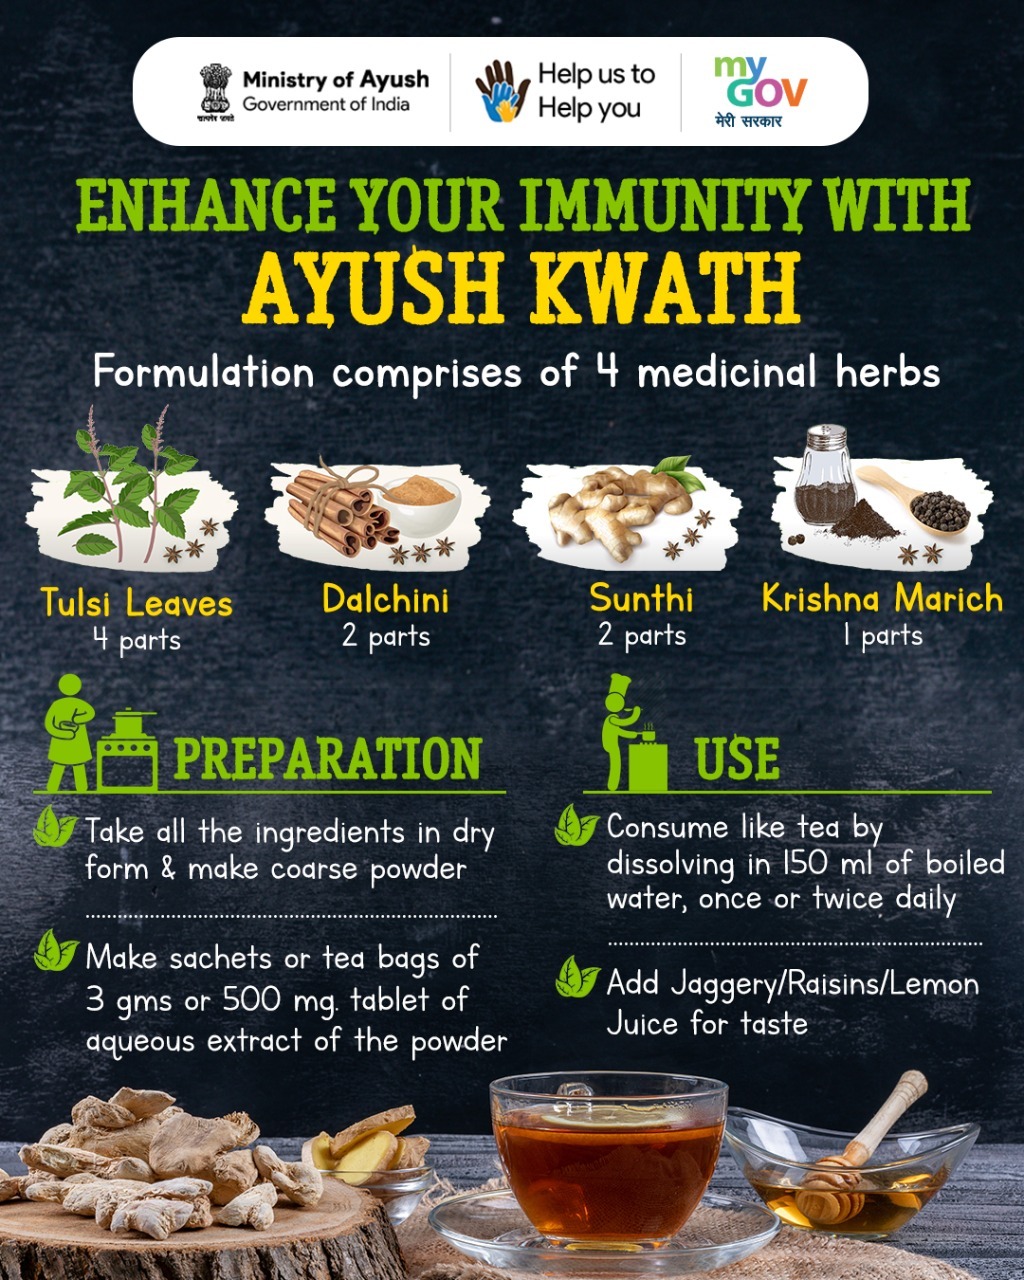 Ministry of Ayush
Government of India
Help us to
Help you
my
GOV
मेरी सरकार
ENHANCE YOUR IMMUNITY WITH
AYUSH KWATH
Formulation comprises of 4 medicinal herbs
Tulsi Leaves
4 parts
Dalchini
2 parts
Sunthi
2 parts
Krishna Marich
1 parts
PREPARATION
Take all the ingredients in dry
form & make coarse powder
Make sachets or tea bags of
3 gms or 500 mg. tablet of
aqueous extract of the powder
USE
Consume like tea by
dissolving in 150 ml of boiled
water, once or twice daily
Add Jaggery/Raisins/Lemon
Juice for taste